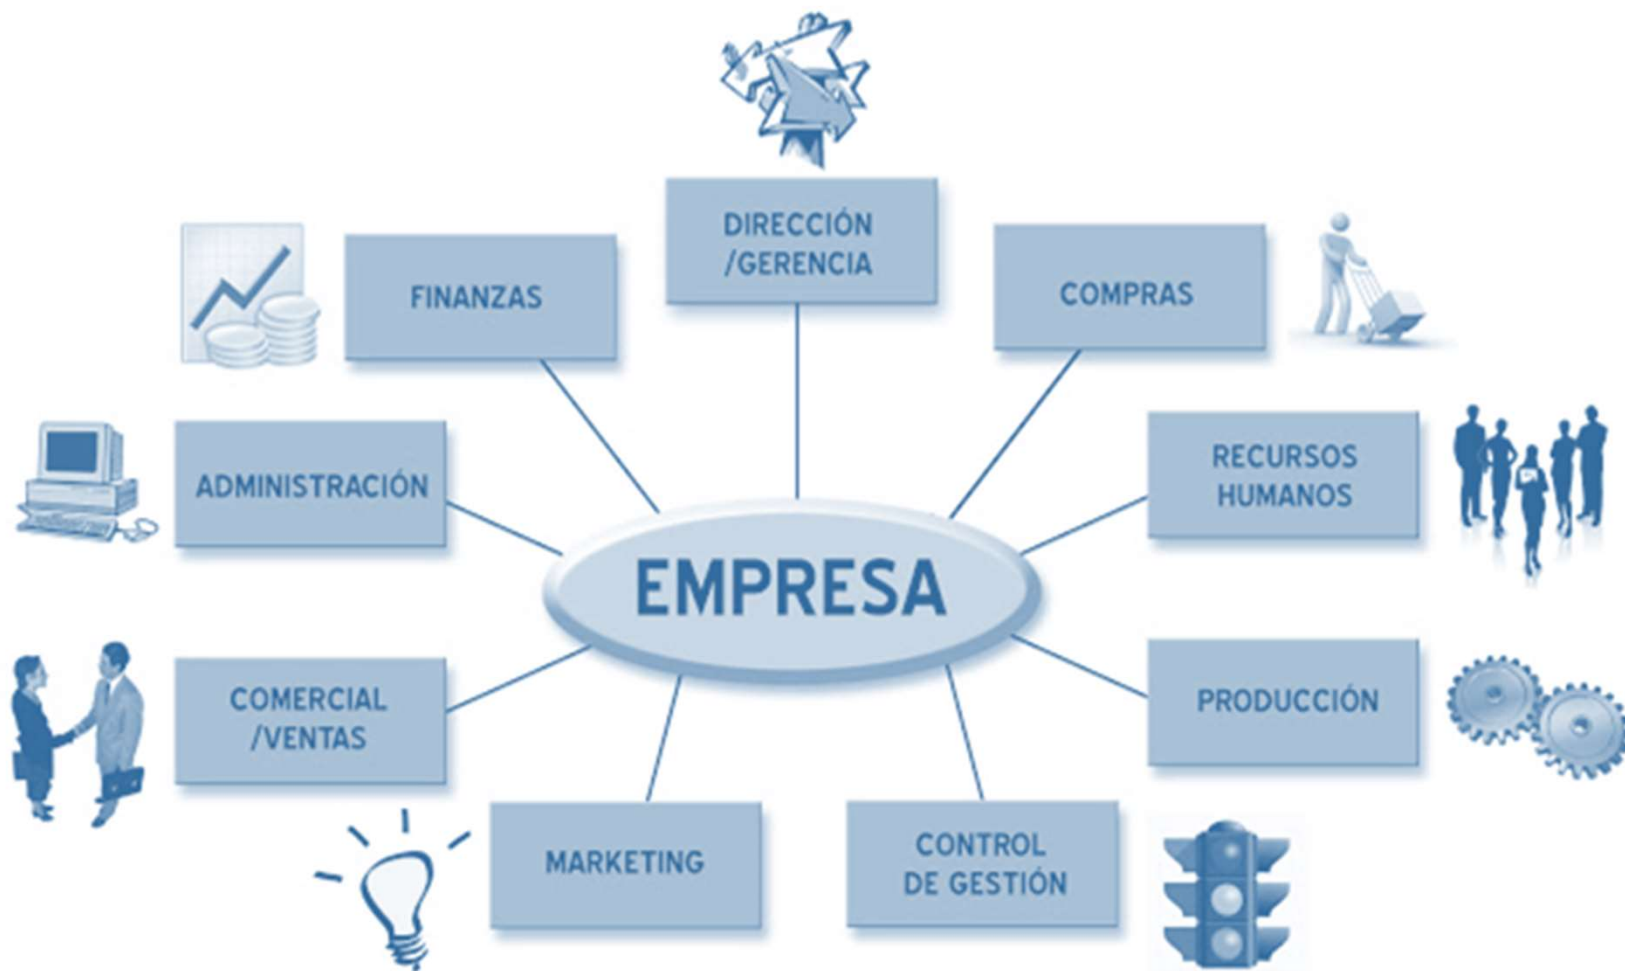 DIRECCIÓN
/GERENCIA
FINANZAS
COMPRAS
ADMINISTRACIÓN
RECURSOS
HUMANOS
EMPRESA
COMERCIAL
/VENTAS
PRODUCCIÓN
MARKETING
CONTROL
DE GESTIÓN